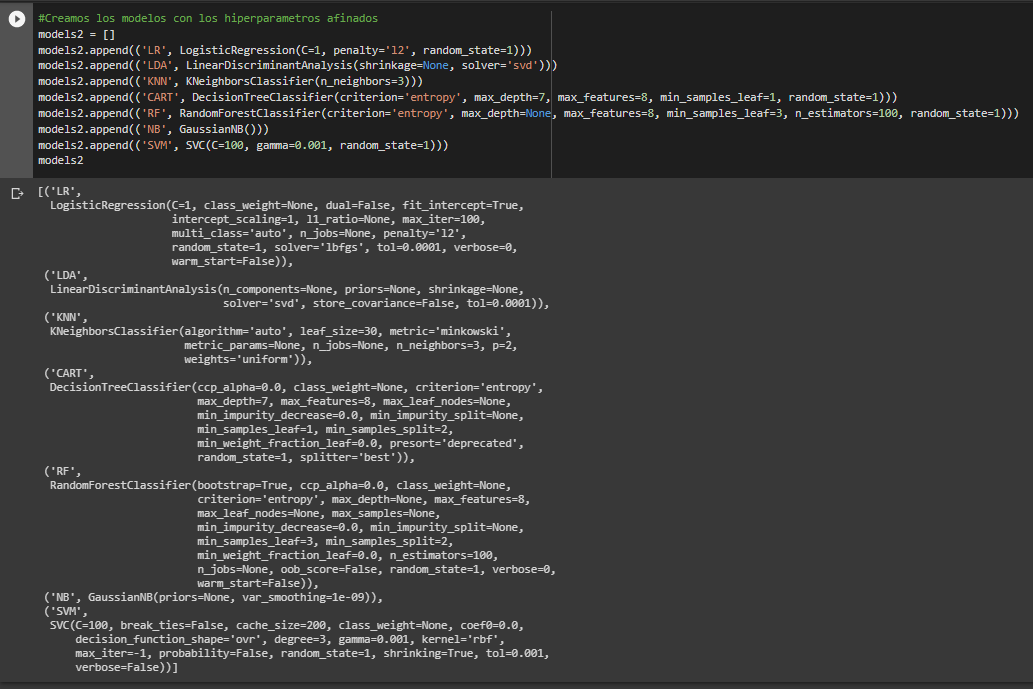 #Creamos los modelos con los hiperparametros afinados
models2 = []
models2.append(('LR', LogisticRegression(C=1, penalty='l2', random_state=1)))
models2.append(('LDA', LinearDiscriminantAnalysis(shrinkage=None, solver='svd')))
models2.append(('KNN', KNeighborsClassifier(n_neighbors=3)))
models2.append(('CART', DecisionTreeClassifier(criterion='entropy', max_depth=7, max_features=8, min_samples_leaf=1, random_state=1)))
models2.append(('RF', RandomForestClassifier(criterion='entropy', max_depth=None, max_features=8, min_samples_leaf=3, n_estimators=100, random_state=1)))
models2.append(('NB', GaussianNB()))
models2.append(('SVM', SVC(C=100, gamma=0.001, random_state=1)))
models2
[('LR',
  LogisticRegression(C=1, class_weight=None, dual=False, fit_intercept=True,
                     intercept_scaling=1, l1_ratio=None, max_iter=100,
                     multi_class='auto', n_jobs=None, penalty='l2',
                     random_state=1, solver='lbfgs', tol=0.0001, verbose=0,
                     warm_start=False)),
 ('LDA',
  LinearDiscriminantAnalysis(n_components=None, priors=None, shrinkage=None,
                             solver='svd', store_covariance=False, tol=0.0001)),
 ('KNN',
  KNeighborsClassifier(algorithm='auto', leaf_size=30, metric='minkowski',
                       metric_params=None, n_jobs=None, n_neighbors=3, p=2,
                       weights='uniform')),
 ('CART',
  DecisionTreeClassifier(ccp_alpha=0.0, class_weight=None, criterion='entropy',
                         max_depth=7, max_features=8, max_leaf_nodes=None,
                         min_impurity_decrease=0.0, min_impurity_split=None,
                         min_samples_leaf=1, min_samples_split=2,
                         min_weight_fraction_leaf=0.0, presort='deprecated',
                         random_state=1, splitter='best')),
 ('RF',
  RandomForestClassifier(bootstrap=True, ccp_alpha=0.0, class_weight=None,
                         criterion='entropy', max_depth=None, max_features=8,
                         max_leaf_nodes=None, max_samples=None,
                         min_impurity_decrease=0.0, min_impurity_split=None,
                         min_samples_leaf=3, min_samples_split=2,
                         min_weight_fraction_leaf=0.0, n_estimators=100,
                         n_jobs=None, oob_score=False, random_state=1, verbose=0,
                         warm_start=False)),
 ('NB', GaussianNB(priors=None, var_smoothing=1e-09)),
 ('SVM',
  SVC(C=100, break_ties=False, cache_size=200, class_weight=None, coef0=0.0,
      decision_function_shape='ovr', degree=3, gamma=0.001, kernel='rbf',
      max_iter=-1, probability=False, random_state=1, shrinking=True, tol=0.001,
      verbose=False))]